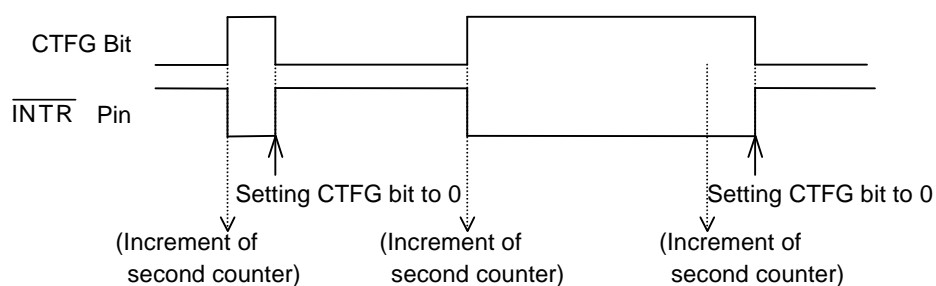 CTFG Bit
INTR Pin
Setting CTFG bit to 0
Setting CTFG bit to 0
(Increment of
second counter)
(Increment of
second counter)
(Increment of
second counter)